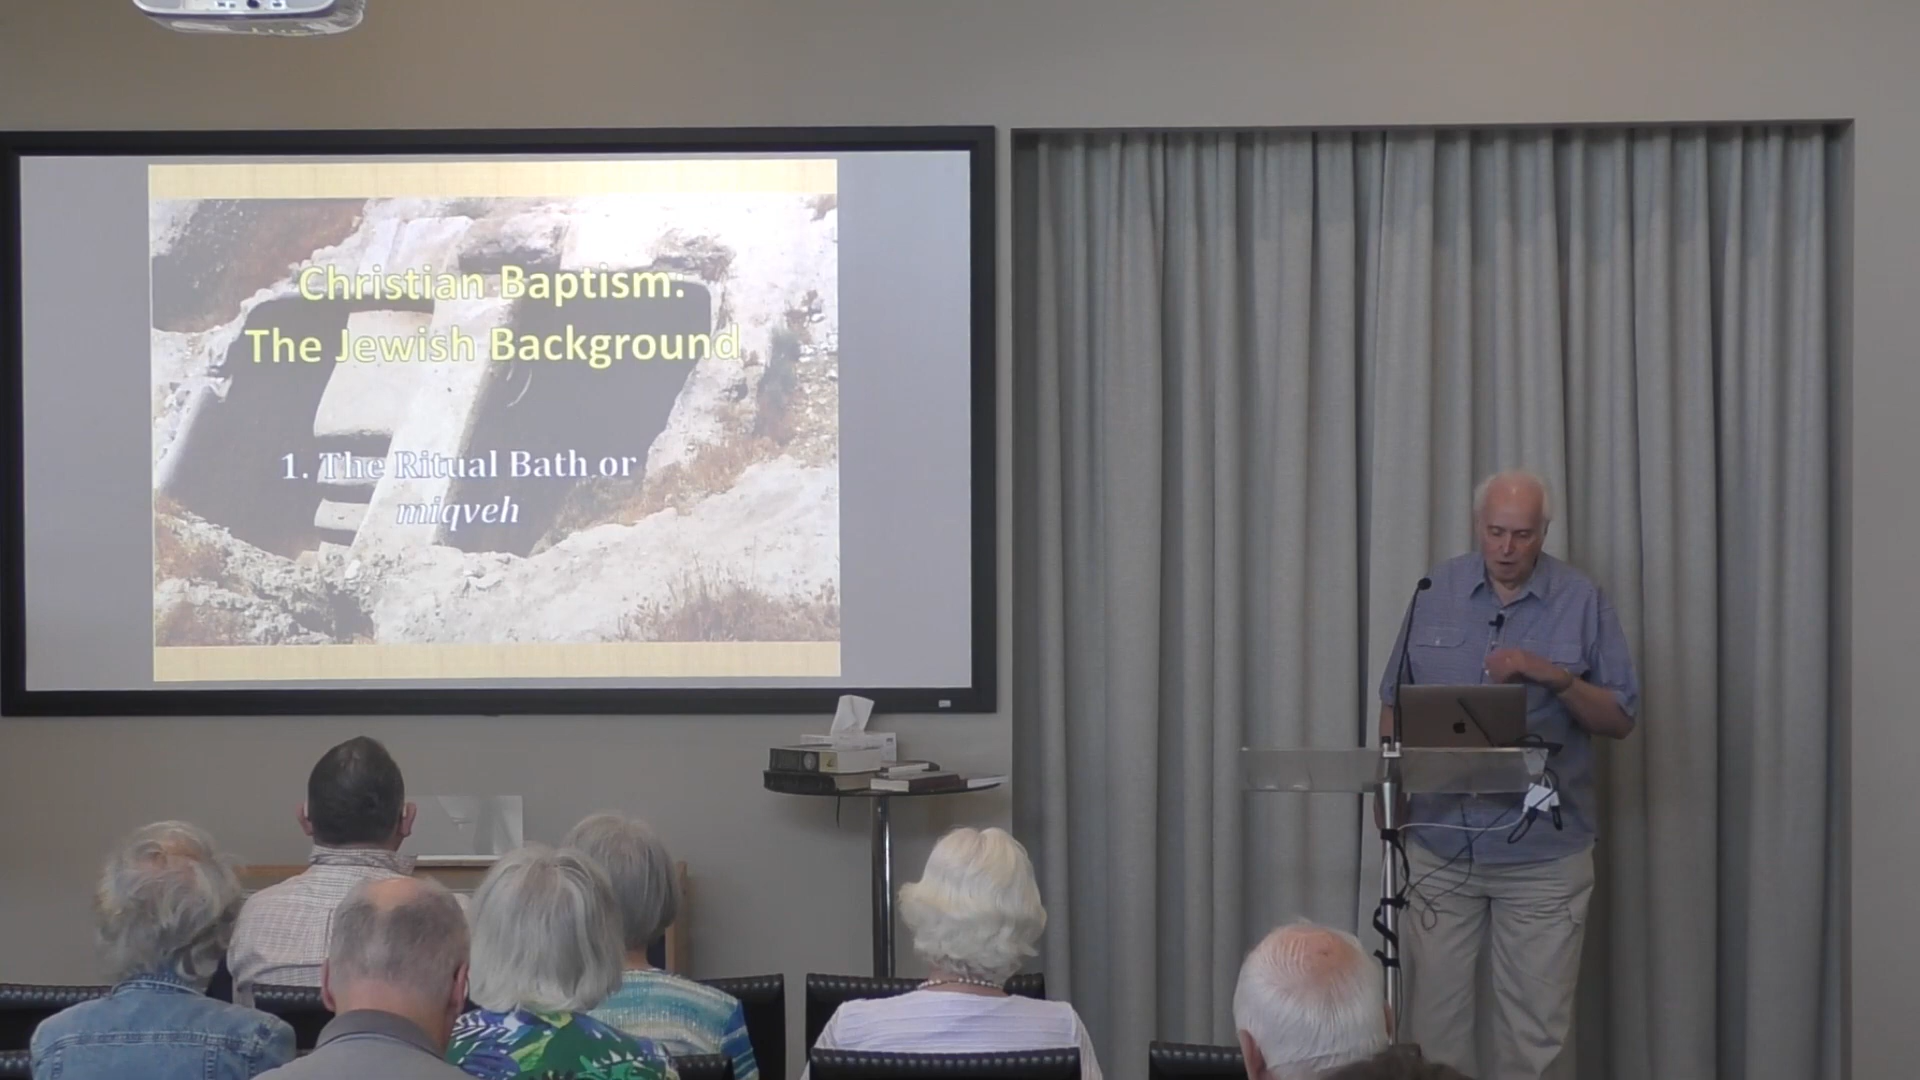 Christian Baptism:
The Jewish Background
1. The Ritual Bath or
miqveh